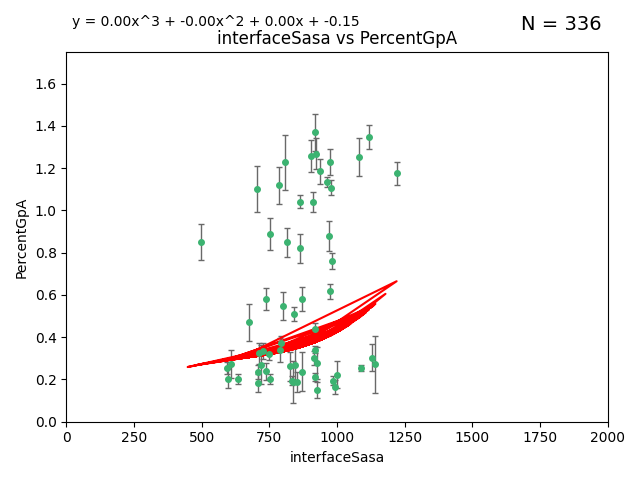 y = 0.00x^3 + -0.00x^2 + 0.00x + -0.15
N = 336
interfaceSasa vs PercentGpA
1.6
1.4
1.2
1.0
0.8
0.6
0.4
0.2
0.0
PercentGpA
0 250 500 750 1000 1250 1500 1750 2000
interfaceSasa